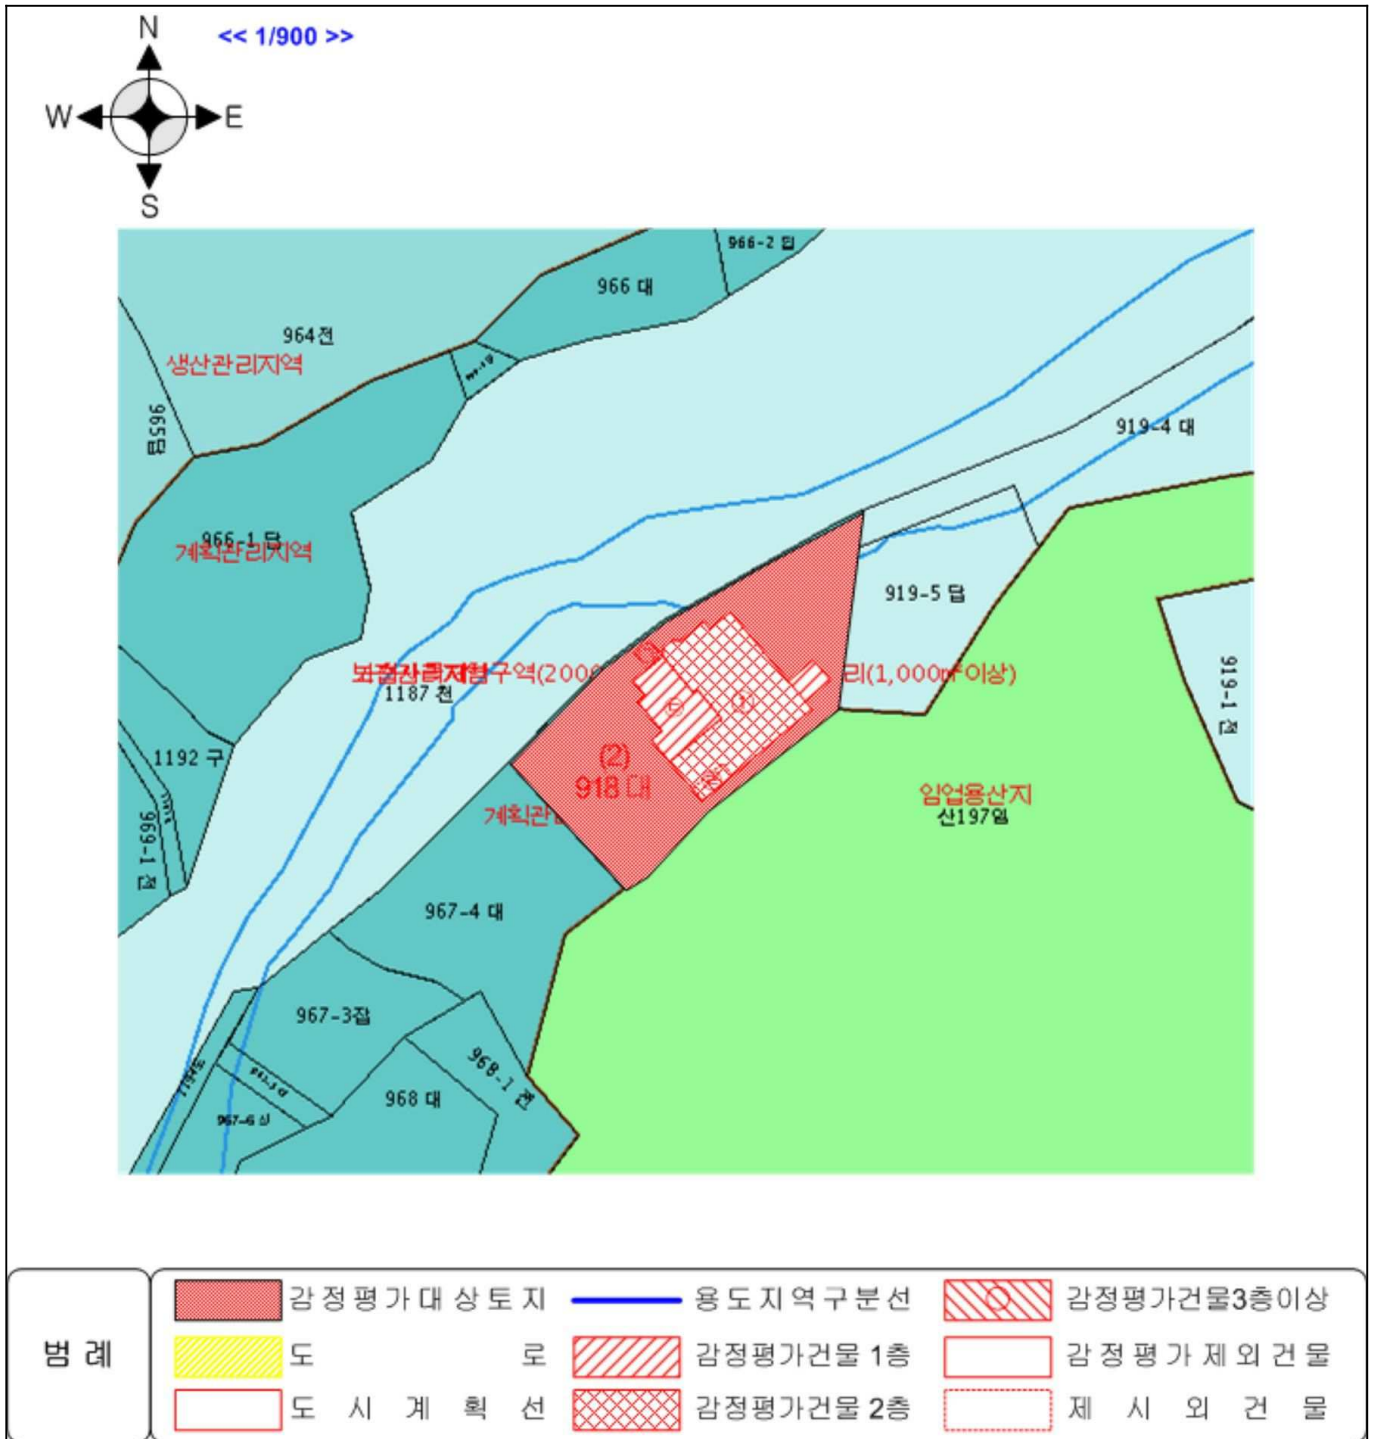 N
<< 1/900 >>
W E
S
966-2 답
966 대
964전
생산관리지역
965답
919-4 대
966-1 답
계획관리지역
919-5 답
구역(200
리(1,000㎡이상)
1187 천
919-1 전
1192 구
(2)
918 대
계획관
임업용산지
산197임
969-1 전
967-4 대
967-3잡
968-1 전
968 대
범 례
감정평가대상토지
용도지역구분선
감정평가건물3층이상
도 로
감정평가건물 1층
감정평가제외건물
도 시 계 획 선
감정평가건물 2층
제 시 외 건 물